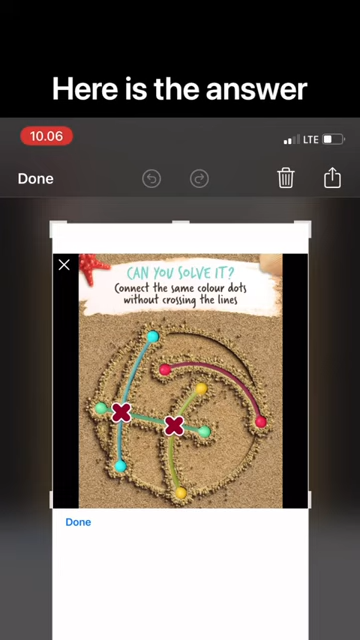 Here is the answer
10.06
LTE
Done
CAN YOU SOLVE IT?
Connect the same colour dots
without crossing the lines
Done